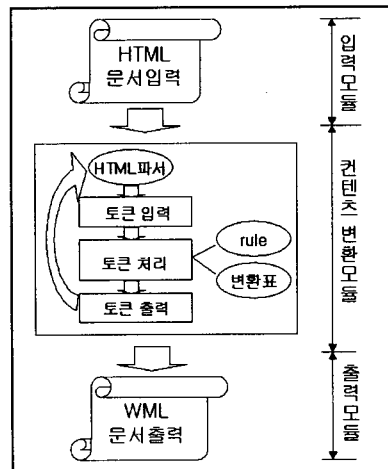 HTML
문서입력
입력모듈
HTML파서
토큰 입력
토큰 처리
rule
변환표
토큰 출력
컨텐츠 변환모듈
WML
문서출력
출력모듈